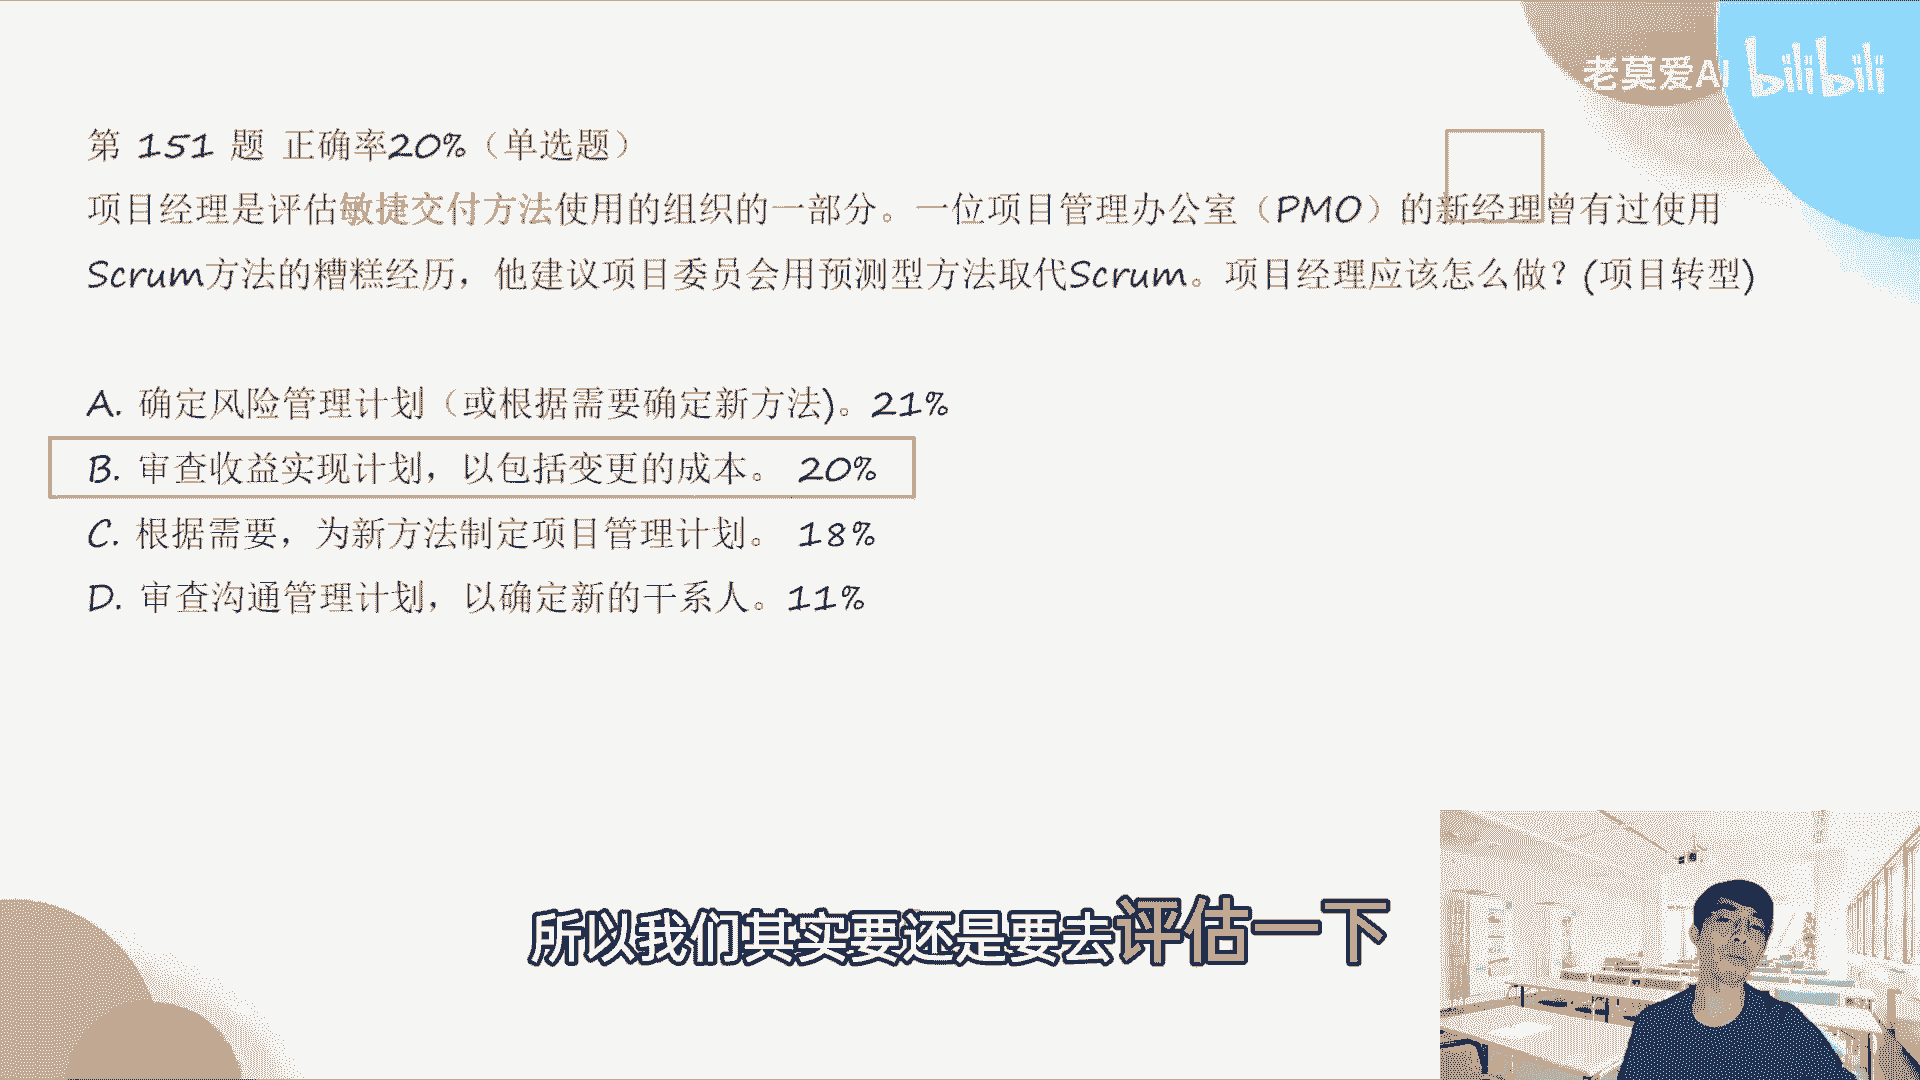 老莫爱AI bilibili
第 151 题 正确率20%（单选题）
项目经理是评估敏捷交付方法使用的组织的一部分。一位项目管理办公室（PMO）的新经理曾有过使用
Scrum方法的糟糕经历，他建议项目委员会用预测型方法取代Scrum。项目经理应该怎么做？(项目转型)
A. 确定风险管理计划（或根据需要确定新方法)。21%
B. 审查收益实现计划，以包括变更的成本。 20%
C. 根据需要，为新方法制定项目管理计划。 18%
D. 审查沟通管理计划，以确定新的干系人。11%
所以我们其实要还是要去评估一下